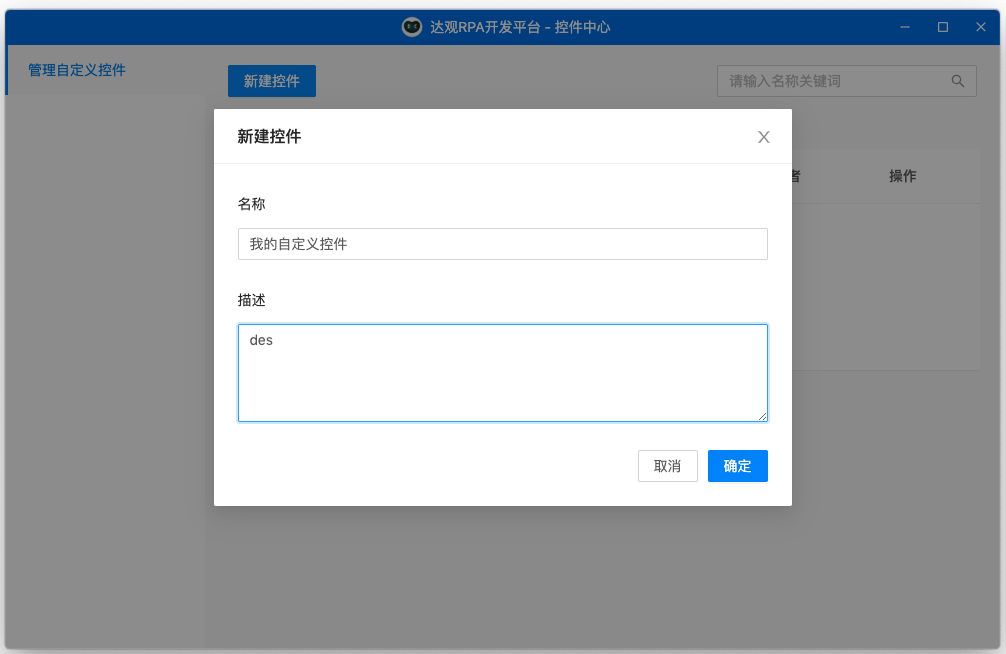 达观RPA开发平台 - 控件中心
管理自定义控件
新建控件
请输入名称关键词
者
操作
新建控件
名称
我的自定义控件
描述
des
取消
确定